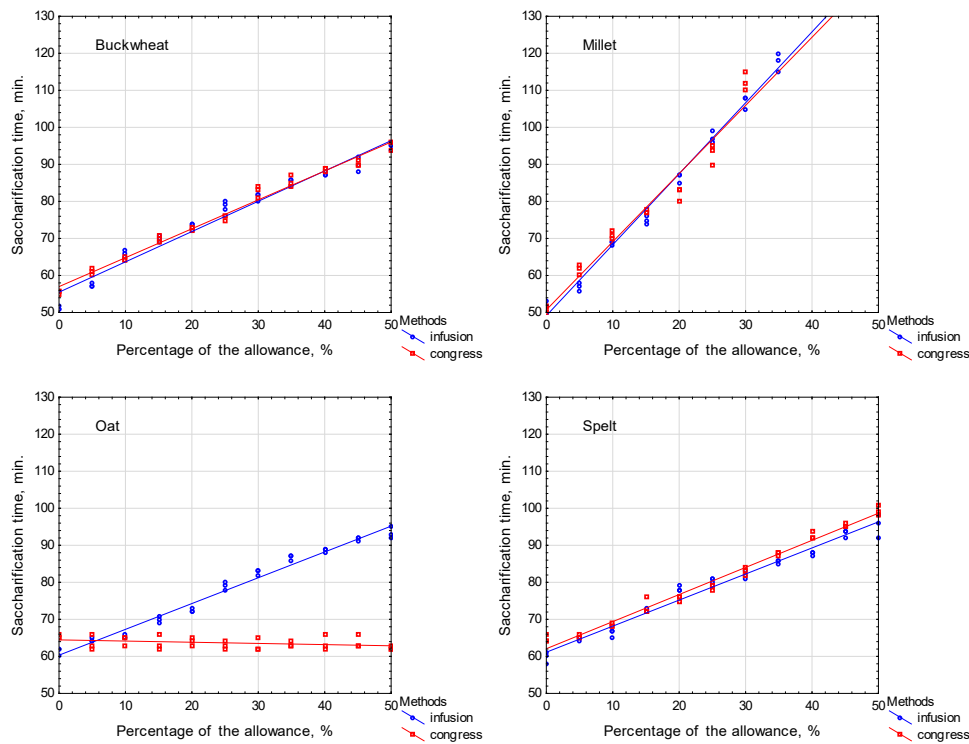 Buckwheat
Saccharification time, min.
130
120
110
100
90
80
70
60
50
0 10 20 30 40 50
Percentage of the allowance, %
Methods
infusion
congress
Millet
Saccharification time, min.
130
120
110
100
90
80
70
60
50
0 10 20 30 40 50
Percentage of the allowance, %
Methods
infusion
congress
Oat
Saccharification time, min.
130
120
110
100
90
80
70
60
50
0 10 20 30 40 50
Percentage of the allowance, %
Methods
infusion
congress
Spelt
Saccharification time, min.
130
120
110
100
90
80
70
60
50
0 10 20 30 40 50
Percentage of the allowance, %
Methods
infusion
congress